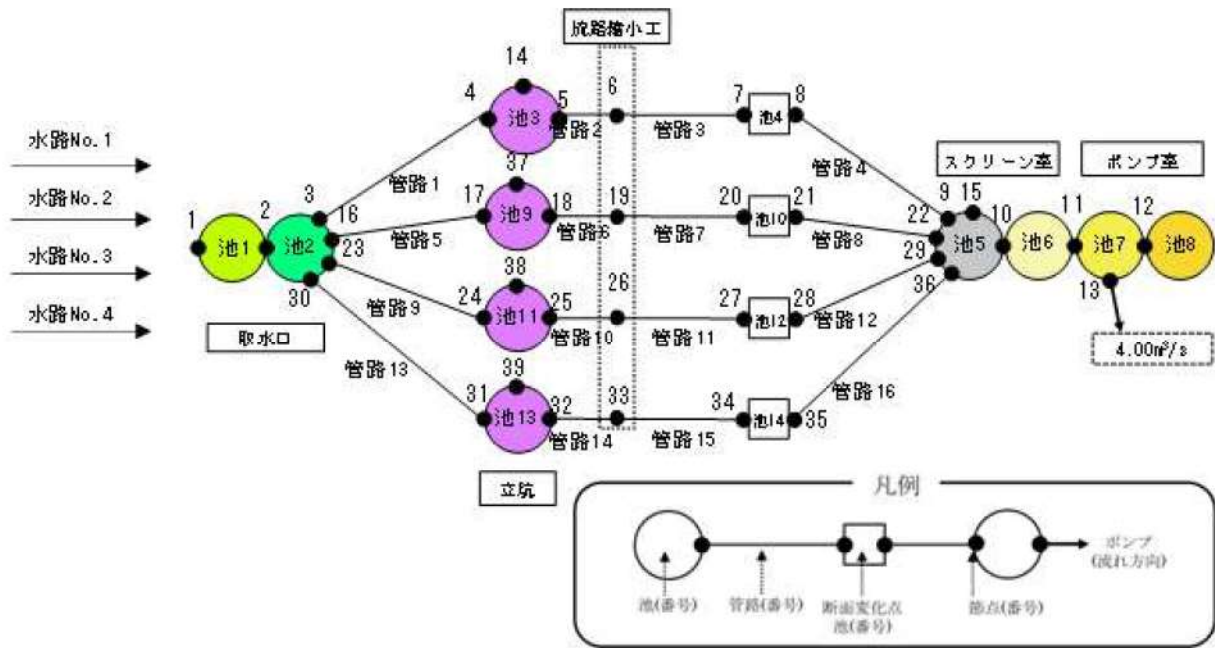 流路縮小工
14
4
6
7
8
池3
5
管路2
管路3
池4
水路No.1
37
スクリーン室
ポンプ室
管路1
管路4
水路No.2
3
17
18
19
20
21
9
15
池9
池10
22
10
11
12
1
2
16
管路5
管路6
管路7
管路8
池1
池2
23
29
池5
池6
池7
池8
水路No.3
38
26
36
13
30
24
25
27
28
管路9
池11
池12
管路12
水路No.4
管路10
管路11
4.00m³/s
取水口
39
管路13
31
32
33
34
35
管路16
池13
池14
管路14
管路15
立坑
凡例
ポンプ
(流れ方向)
池(番号)
管路(番号)
断面変化点
池(番号)
節点(番号)